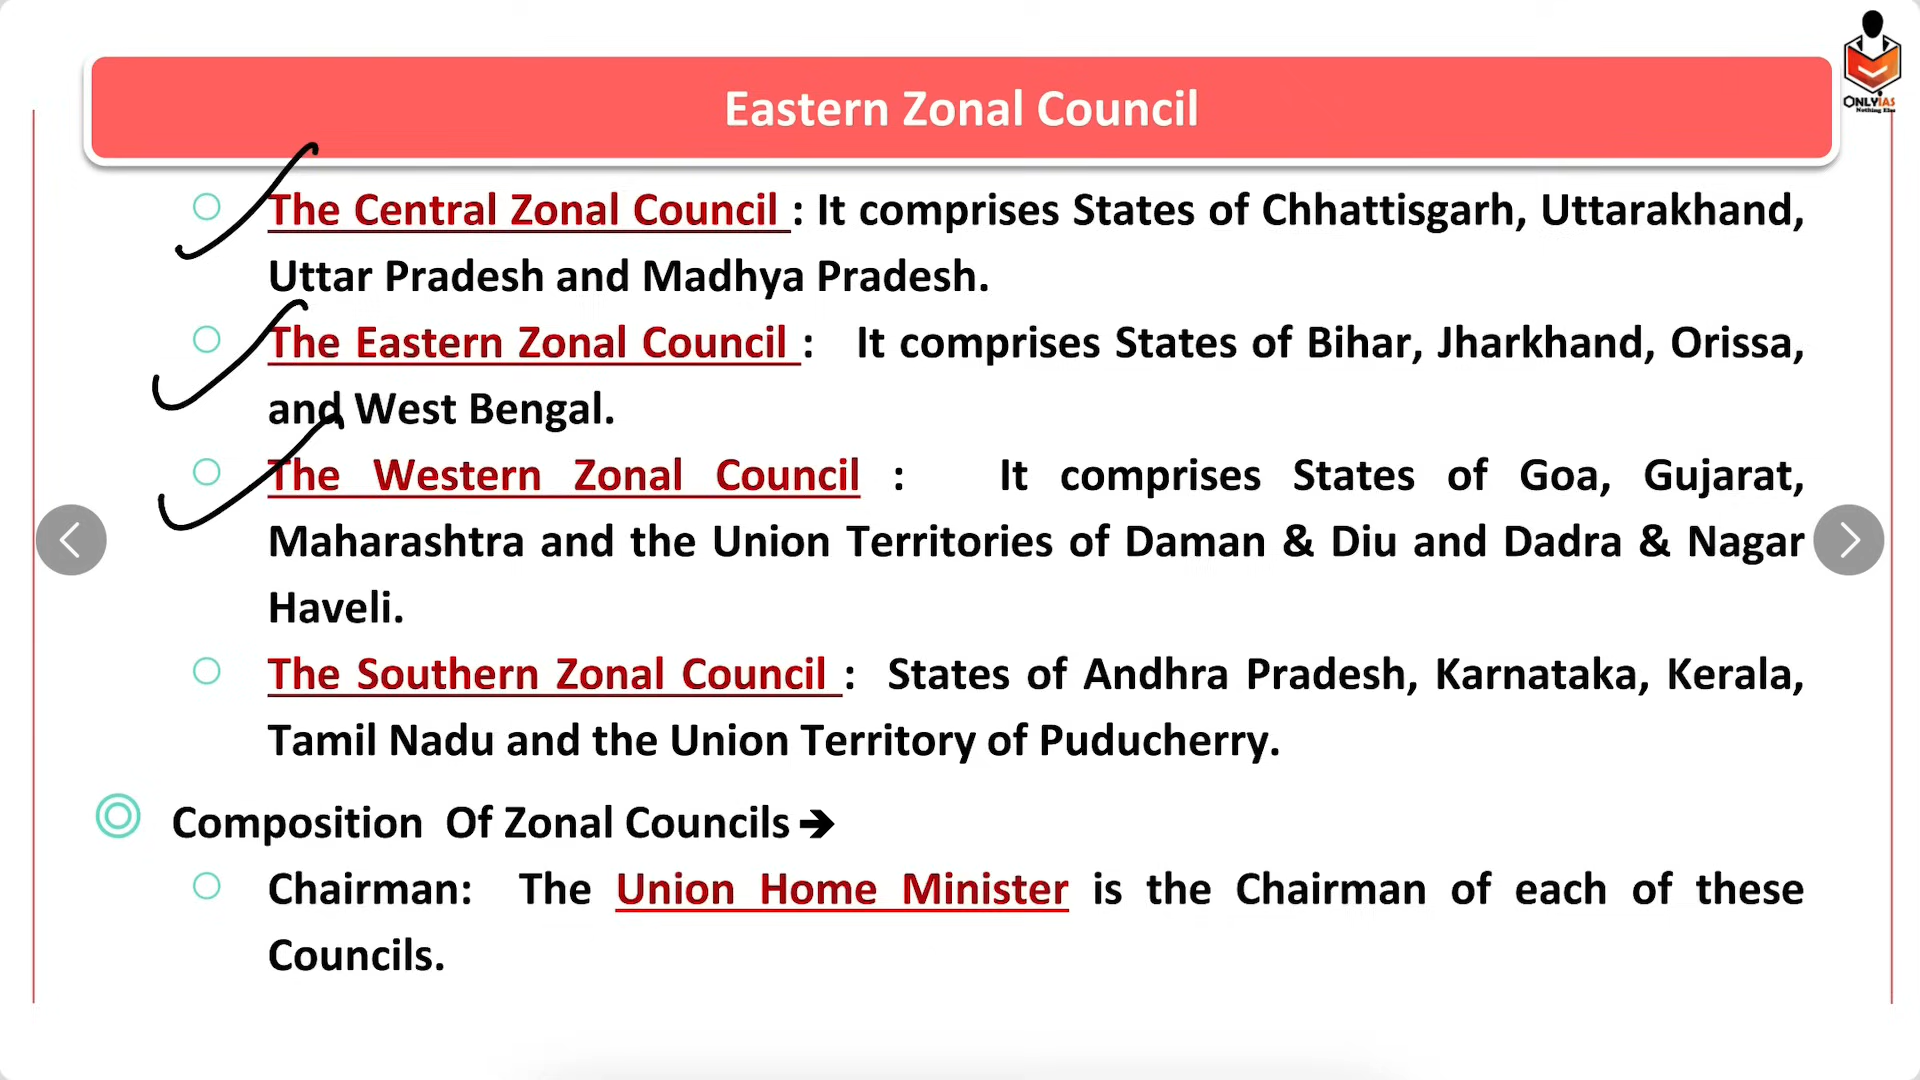 Eastern Zonal Council
ONLYIAS
Nothing Else
The Central Zonal Council : It comprises States of Chhattisgarh, Uttarakhand,
Uttar Pradesh and Madhya Pradesh.
The Eastern Zonal Council : It comprises States of Bihar, Jharkhand, Orissa,
and West Bengal.
The Western Zonal Council : It comprises States of Goa, Gujarat,
Maharashtra and the Union Territories of Daman & Diu and Dadra & Nagar
Haveli.
The Southern Zonal Council : States of Andhra Pradesh, Karnataka, Kerala,
Tamil Nadu and the Union Territory of Puducherry.
Composition Of Zonal Councils ➔
Chairman: The Union Home Minister is the Chairman of each of these
Councils.